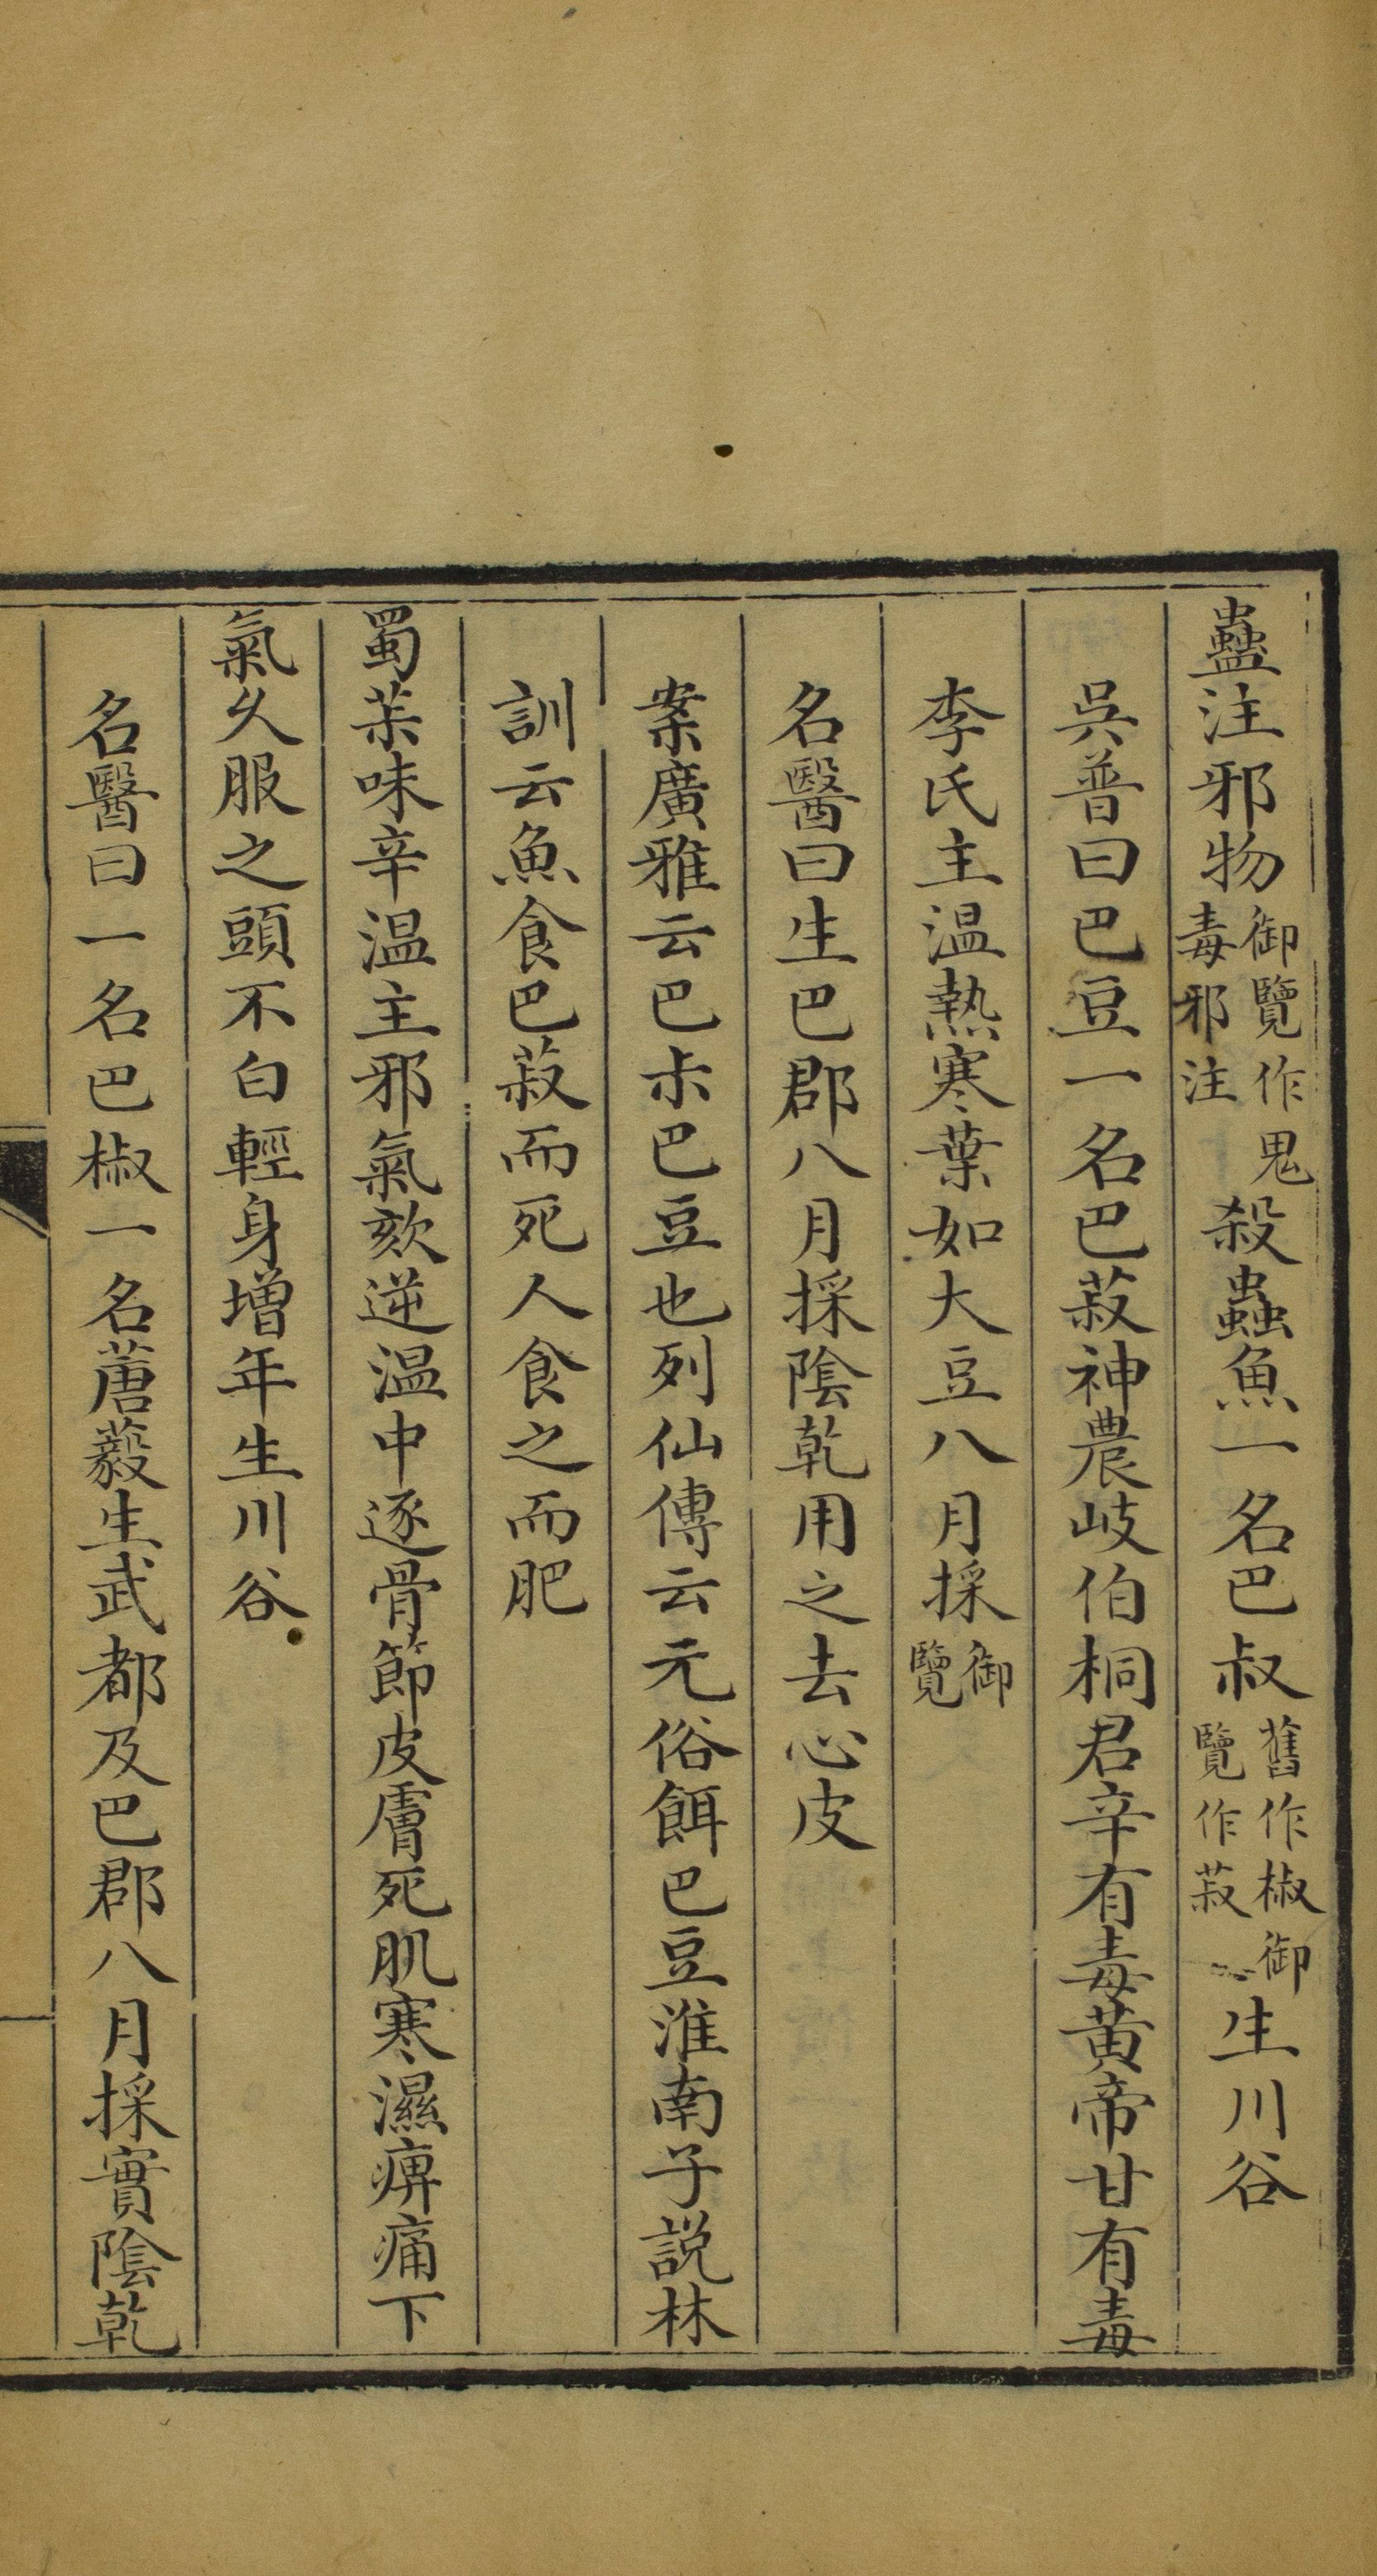 蠱注邪物御覽作鬼毒邪注殺蟲魚一名巴叔舊作椒御覽作菽生川谷
吳普曰巴豆一名巴菽神農岐伯桐君辛有毒黃帝甘有毒
李氏主温熱寒葉如大豆八月採御覽
名醫曰生巴郡八月採陰乾用之去心皮
案廣雅云巴尗巴豆也列仙傳云元俗餌巴豆淮南子説林
訓云魚食巴菽而死人食之而肥
蜀茮味辛温主邪氣欬逆温中逐骨節皮膚死肌寒濕痹痛下
氣久服之頭不白輕身增年生川谷
名醫曰一名巴椒一名蓎藙生武都及巴郡八月採實陰乾